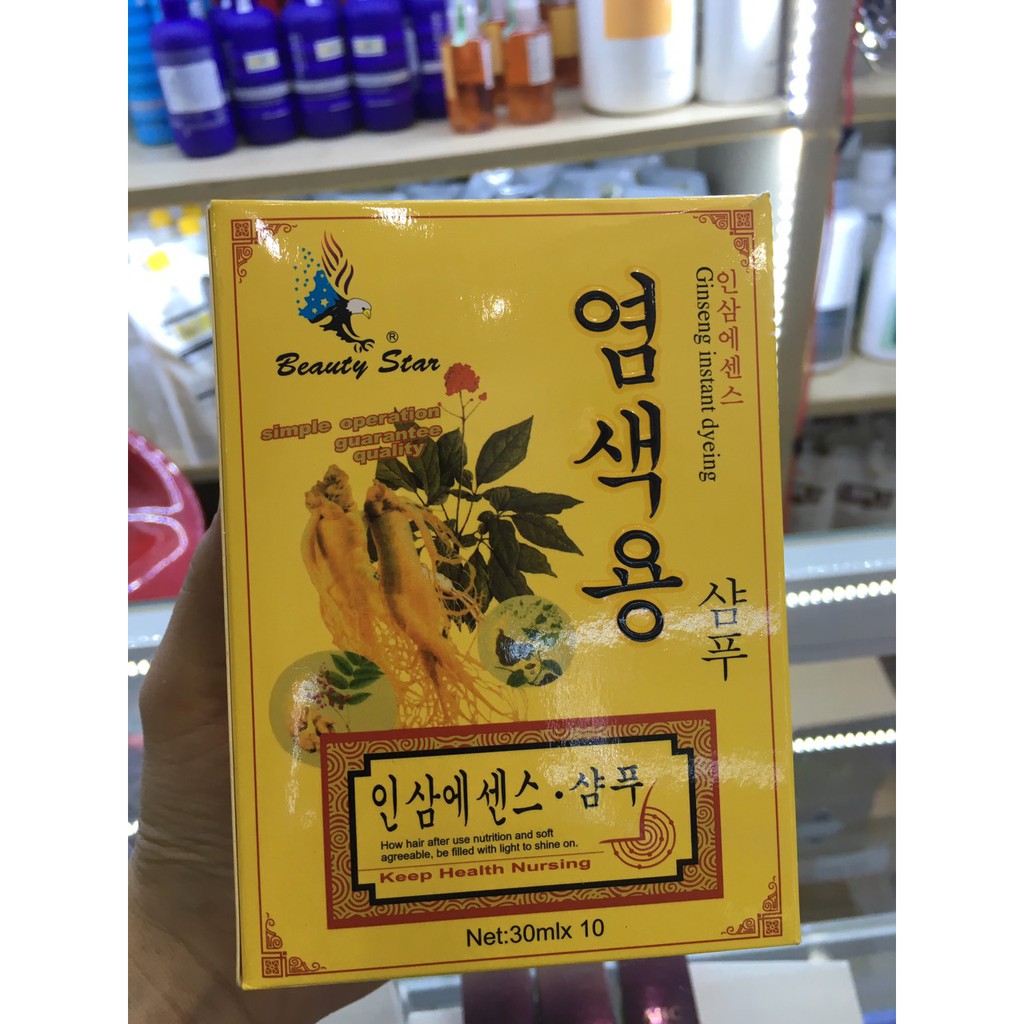 Beauty Star
®
simple operation
guarantee
quality
인삼에센스
Ginseng instant dyeing
염색용
샴푸
인삼에센스·샴푸
How hair after use nutrition and soft
agreeable, be filled with light to shine on.
Keep Health Nursing
Net:30mlx 10